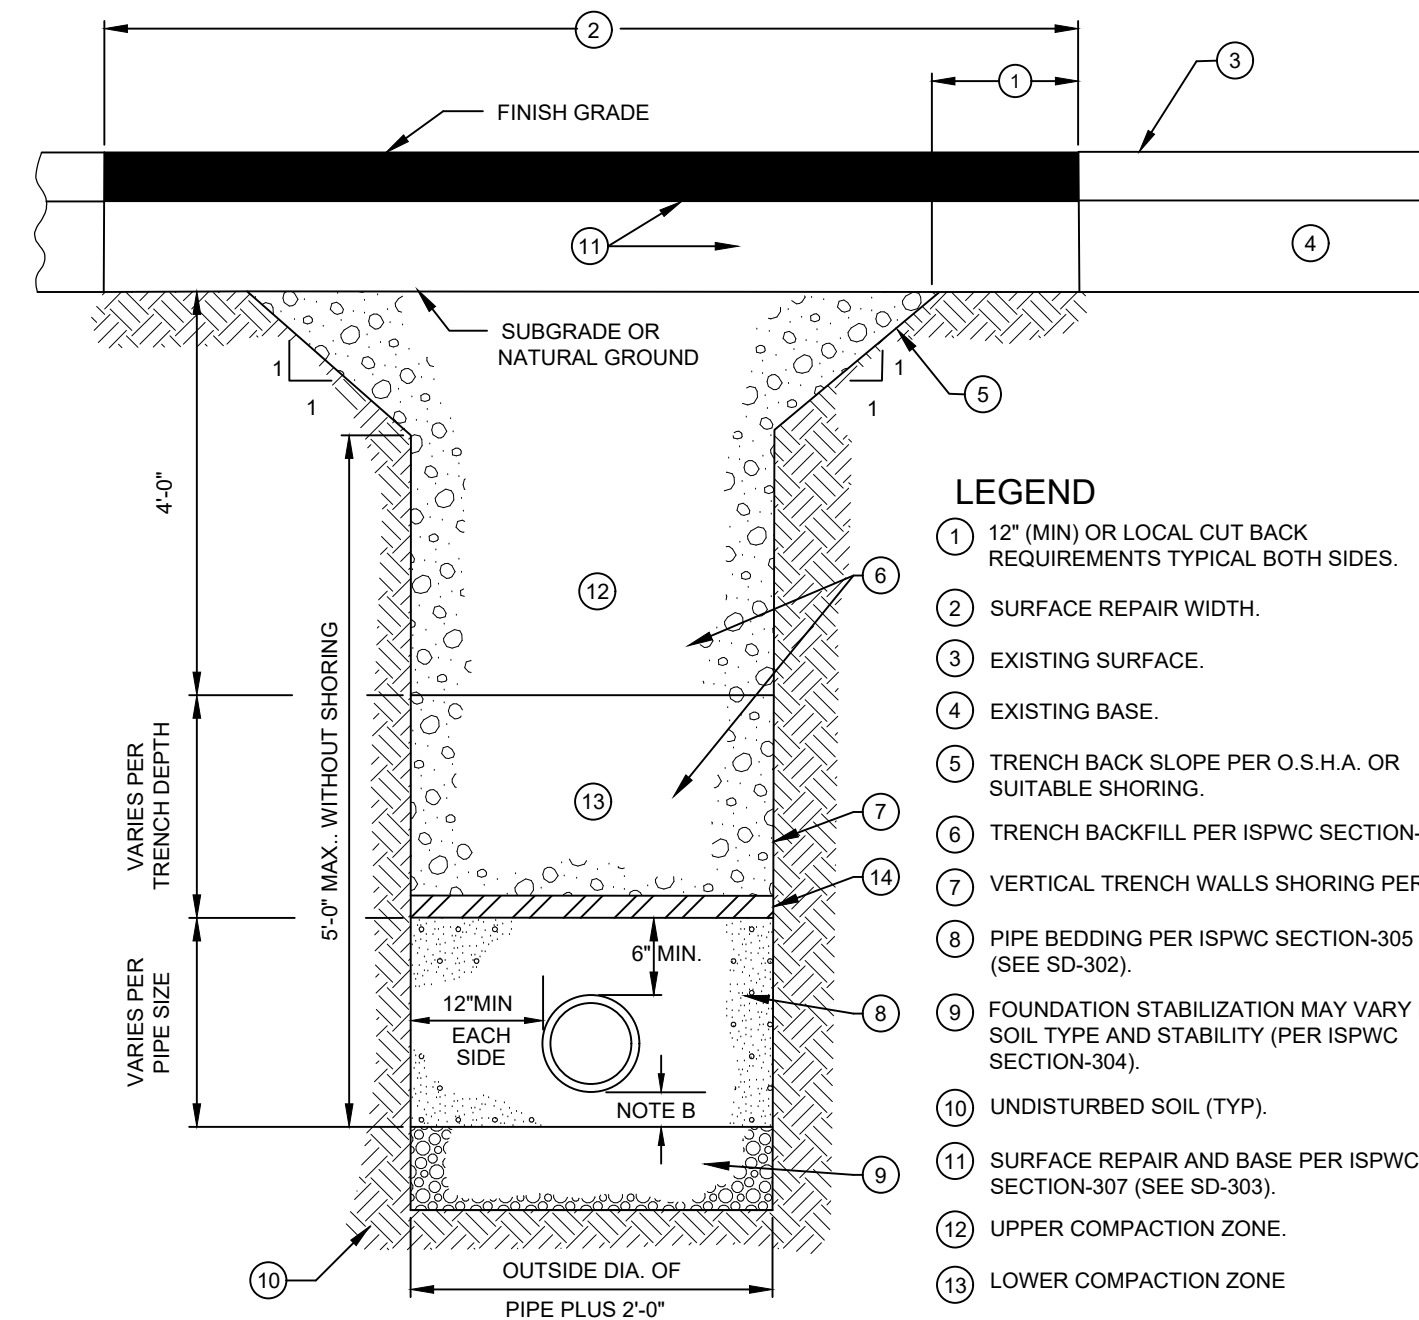 2
1
3
FINISH GRADE
11
4
SUBGRADE OR
NATURAL GROUND
1
1
1
1
5
4'-0"
5'-0" MAX.. WITHOUT SHORING
12
6
VARIES PER
TRENCH DEPTH
13
7
14
6" MIN.
VARIES PER
PIPE SIZE
12"MIN
EACH
SIDE
8
NOTE B
9
10
OUTSIDE DIA. OF
PIPE PLUS 2'-0"
LEGEND
1 12" (MIN) OR LOCAL CUT BACK
REQUIREMENTS TYPICAL BOTH SIDES.
2 SURFACE REPAIR WIDTH.
3 EXISTING SURFACE.
4 EXISTING BASE.
5 TRENCH BACK SLOPE PER O.S.H.A. OR
SUITABLE SHORING.
6 TRENCH BACKFILL PER ISPWC SECTION-
7 VERTICAL TRENCH WALLS SHORING PER
8 PIPE BEDDING PER ISPWC SECTION-305
(SEE SD-302).
9 FOUNDATION STABILIZATION MAY VARY
SOIL TYPE AND STABILITY (PER ISPWC
SECTION-304).
10 UNDISTURBED SOIL (TYP).
11 SURFACE REPAIR AND BASE PER ISPWC
SECTION-307 (SEE SD-303).
12 UPPER COMPACTION ZONE.
13 LOWER COMPACTION ZONE